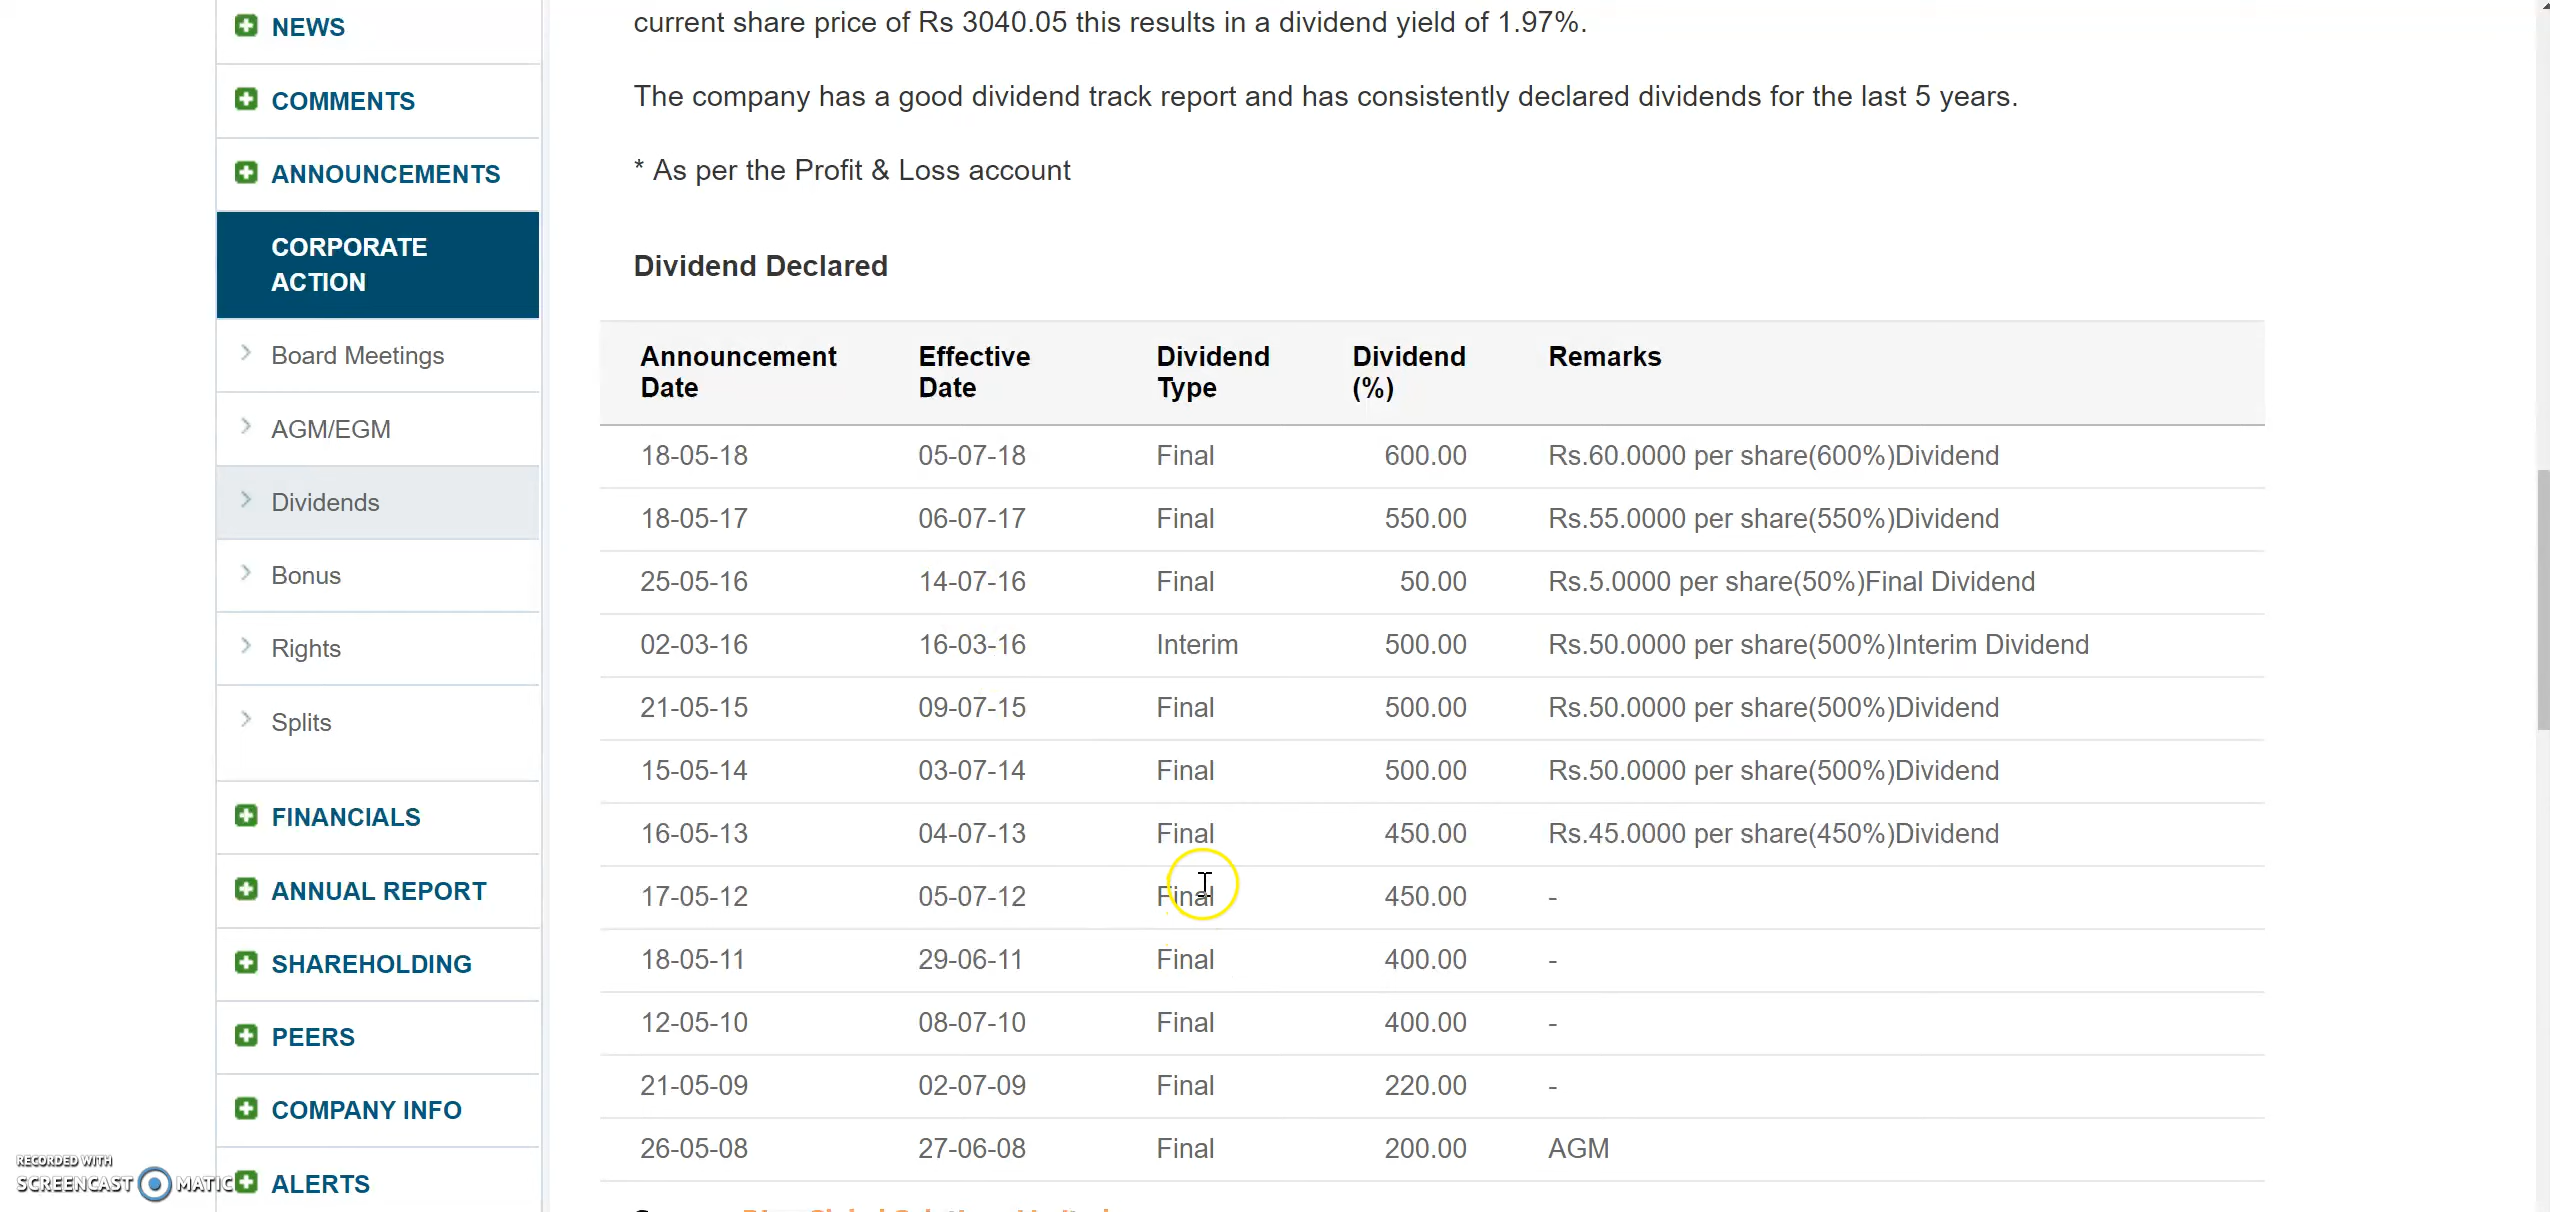 NEWS
COMMENTS
ANNOUNCEMENTS
CORPORATE
ACTION
Board Meetings
AGM/EGM
Dividends
Bonus
Rights
Splits
FINANCIALS
ANNUAL REPORT
SHAREHOLDING
PEERS
COMPANY INFO
ALERTS
current share price of Rs 3040.05 this results in a dividend yield of 1.97%.
The company has a good dividend track report and has consistently declared dividends for the last 5 years.
* As per the Profit & Loss account
Dividend Declared
Announcement Date Effective Date Dividend Type Dividend (%) Remarks
18-05-18 05-07-18 Final 600.00 Rs.60.0000 per share(600%)Dividend
18-05-17 06-07-17 Final 550.00 Rs.55.0000 per share(550%)Dividend
25-05-16 14-07-16 Final 50.00 Rs.5.0000 per share(50%)Final Dividend
02-03-16 16-03-16 Interim 500.00 Rs.50.0000 per share(500%)Interim Dividend
21-05-15 09-07-15 Final 500.00 Rs.50.0000 per share(500%)Dividend
15-05-14 03-07-14 Final 500.00 Rs.50.0000 per share(500%)Dividend
16-05-13 04-07-13 Final 450.00 Rs.45.0000 per share(450%)Dividend
17-05-12 05-07-12 Final 450.00 -
18-05-11 29-06-11 Final 400.00 -
12-05-10 08-07-10 Final 400.00 -
21-05-09 02-07-09 Final 220.00 -
26-05-08 27-06-08 Final 200.00 AGM
RECORDED WITH
SCREENCAST MATIC